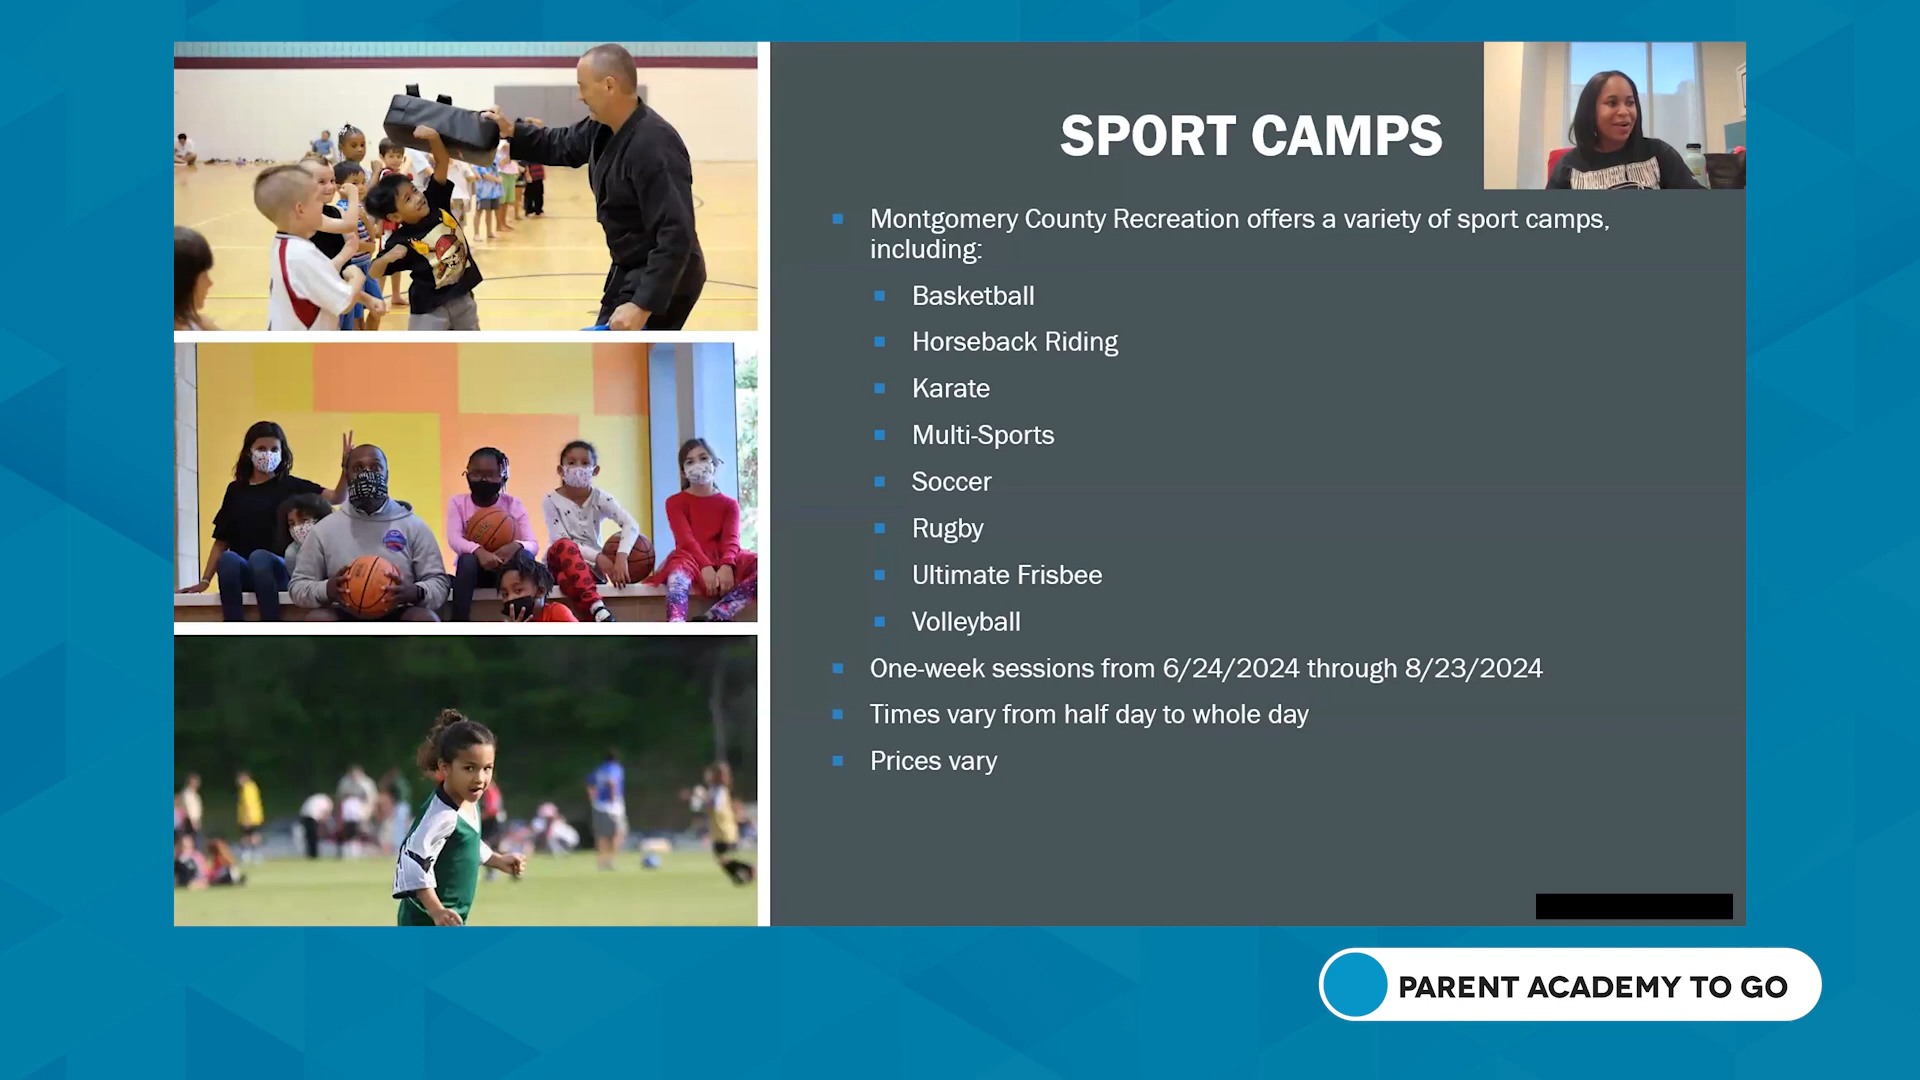 SPORT CAMPS
Montgomery County Recreation offers a variety of sport camps,
including:
Basketball
Horseback Riding
Karate
Multi-Sports
Soccer
Rugby
Ultimate Frisbee
Volleyball
One-week sessions from 6/24/2024 through 8/23/2024
Times vary from half day to whole day
Prices vary
PARENT ACADEMY TO GO